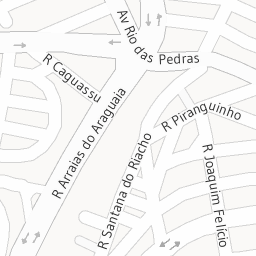 Av Rio das Pedras
R Caguassu
R Piranguinho
R Arraias do Araguaia
R Santana do Riacho
R Joaquim Felício